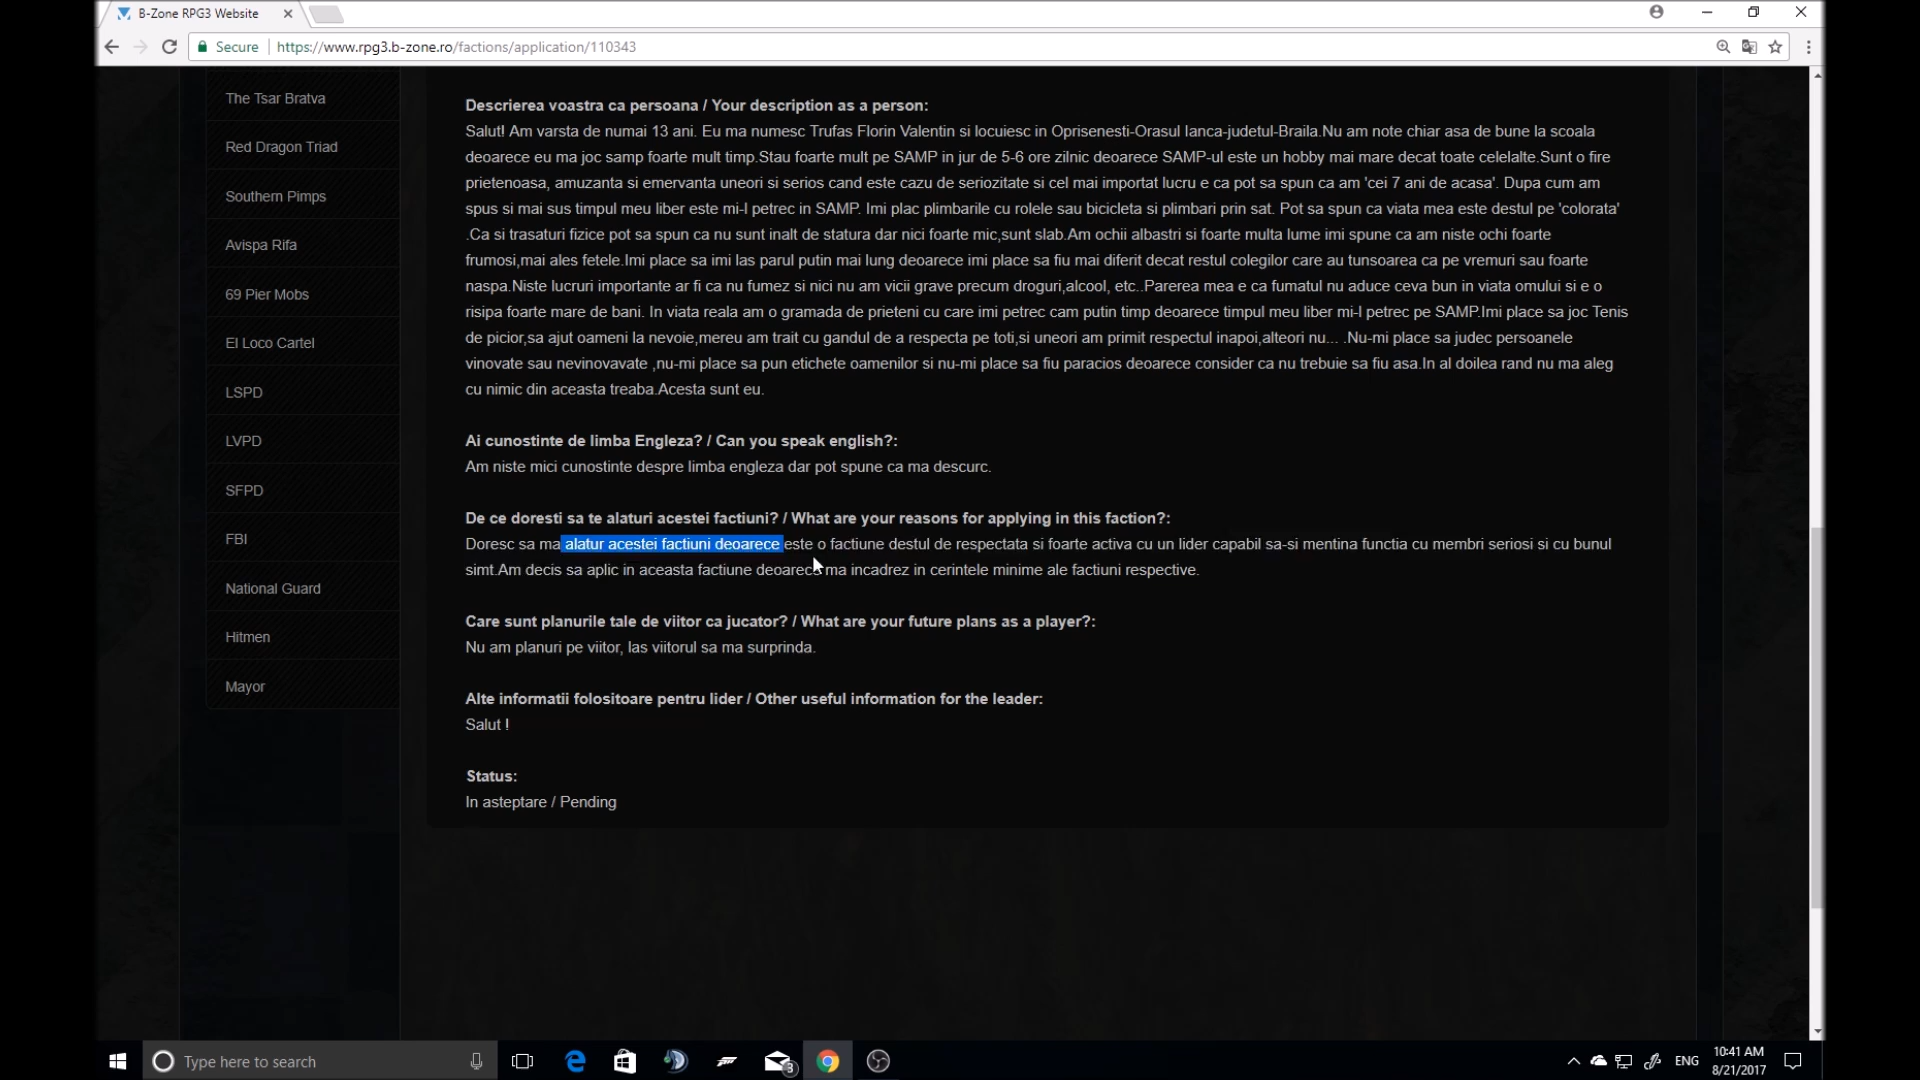 B-Zone RPG3 Website
Secure
https://www.rpg3.b-zone.ro/factions/application/110343
The Tsar Bratva
Red Dragon Triad
Southern Pimps
Avispa Rifa
69 Pier Mobs
El Loco Cartel
LSPD
LVPD
SFPD
FBI
National Guard
Hitmen
Mayor
Descrierea voastra ca persoana / Your description as a person:
Salut! Am varsta de numai 13 ani. Eu ma numesc Trufas Florin Valentin si locuiesc in Oprisenesti-Orasul Ianca-judetul-Braila.Nu am note chiar asa de bune la scoala
deoarece eu ma joc samp foarte mult timp.Stau foarte mult pe SAMP in jur de 5-6 ore zilnic deoarece SAMP-ul este un hobby mai mare decat toate celelalte.Sunt o fire
prietenoasa, amuzanta si emervanta uneori si serios cand este cazu de seriozitate si cel mai importat lucru e ca pot sa spun ca am 'cei 7 ani de acasa'. Dupa cum am
spus si mai sus timpul meu liber este mi-l petrec in SAMP. Imi plac plimbarile cu rolele sau bicicleta si plimbari prin sat. Pot sa spun ca viata mea este destul pe 'colorata'
.Ca si trasaturi fizice pot sa spun ca nu sunt inalt de statura dar nici foarte mic,sunt slab.Am ochii albastri si foarte multa lume imi spune ca am niste ochi foarte
frumosi,mai ales fetele.Imi place sa imi las parul putin mai lung deoarece imi place sa fiu mai diferit decat restul colegilor care au tunsoarea ca pe vremuri sau foarte
naspa.Niste lucruri importante ar fi ca nu fumez si nici nu am vicii grave precum droguri,alcool, etc..Parerea mea e ca fumatul nu aduce ceva bun in viata omului si e o
risipa foarte mare de bani. In viata reala am o gramada de prieteni cu care imi petrec cam putin timp deoarece timpul meu liber mi-l petrec pe SAMP.Imi place sa joc Tenis
de picior,sa ajut oameni la nevoie,mereu am trait cu gandul de a respecta pe toti,si uneori am primit respectul inapoi,alteori nu... .Nu-mi place sa judec persoanele
vinovate sau nevinovavate ,nu-mi place sa pun etichete oamenilor si nu-mi place sa fiu paracios deoarece consider ca nu trebuie sa fiu asa.In al doilea rand nu ma aleg
cu nimic din aceasta treaba.Acesta sunt eu.
Ai cunostinte de limba Engleza? / Can you speak english?:
Am niste mici cunostinte despre limba engleza dar pot spune ca ma descurc.
De ce doresti sa te alaturi acestei factiuni? / What are your reasons for applying in this faction?:
Doresc sa ma alatur acestei factiuni deoarece este o factiune destul de respectata si foarte activa cu un lider capabil sa-si mentina functia cu membri seriosi si cu bunul
simt.Am decis sa aplic in aceasta factiune deoarece ma incadrez in cerintele minime ale factiuni respective.
Care sunt planurile tale de viitor ca jucator? / What are your future plans as a player?:
Nu am planuri pe viitor, las viitorul sa ma surprinda.
Alte informatii folositoare pentru lider / Other useful information for the leader:
Salut !
Status:
In asteptare / Pending
Type here to search
3
ENG
10:41 AM
8/21/2017